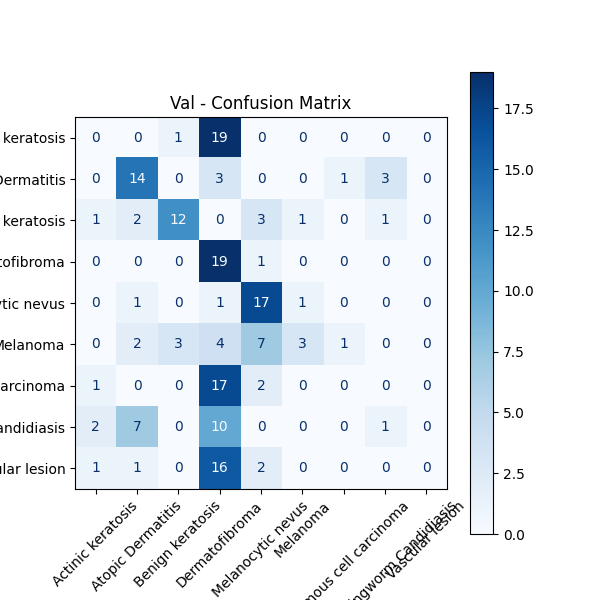 Val - Confusion Matrix
keratosis 0 0 1 19 0 0 0 0 0
Dermatitis 0 14 0 3 0 0 1 3 0
keratosis 1 2 12 0 3 1 0 1 0
tofibroma 0 0 0 19 1 0 0 0 0
tic nevus 0 1 0 1 17 1 0 0 0
Melanoma 0 2 3 4 7 3 1 0 0
arcinoma 1 0 0 17 2 0 0 0 0
andidiasis 2 7 0 10 0 0 0 1 0
ular lesion 1 1 0 16 2 0 0 0 0
Actinic keratosis
Atopic Dermatitis
Benign keratosis
Dermatofibroma
Melanocytic nevus
Melanoma
mous cell carcinoma
ingworm Candidiasis
Vascular lesion
17.5
15.0
12.5
10.0
7.5
5.0
2.5
0.0